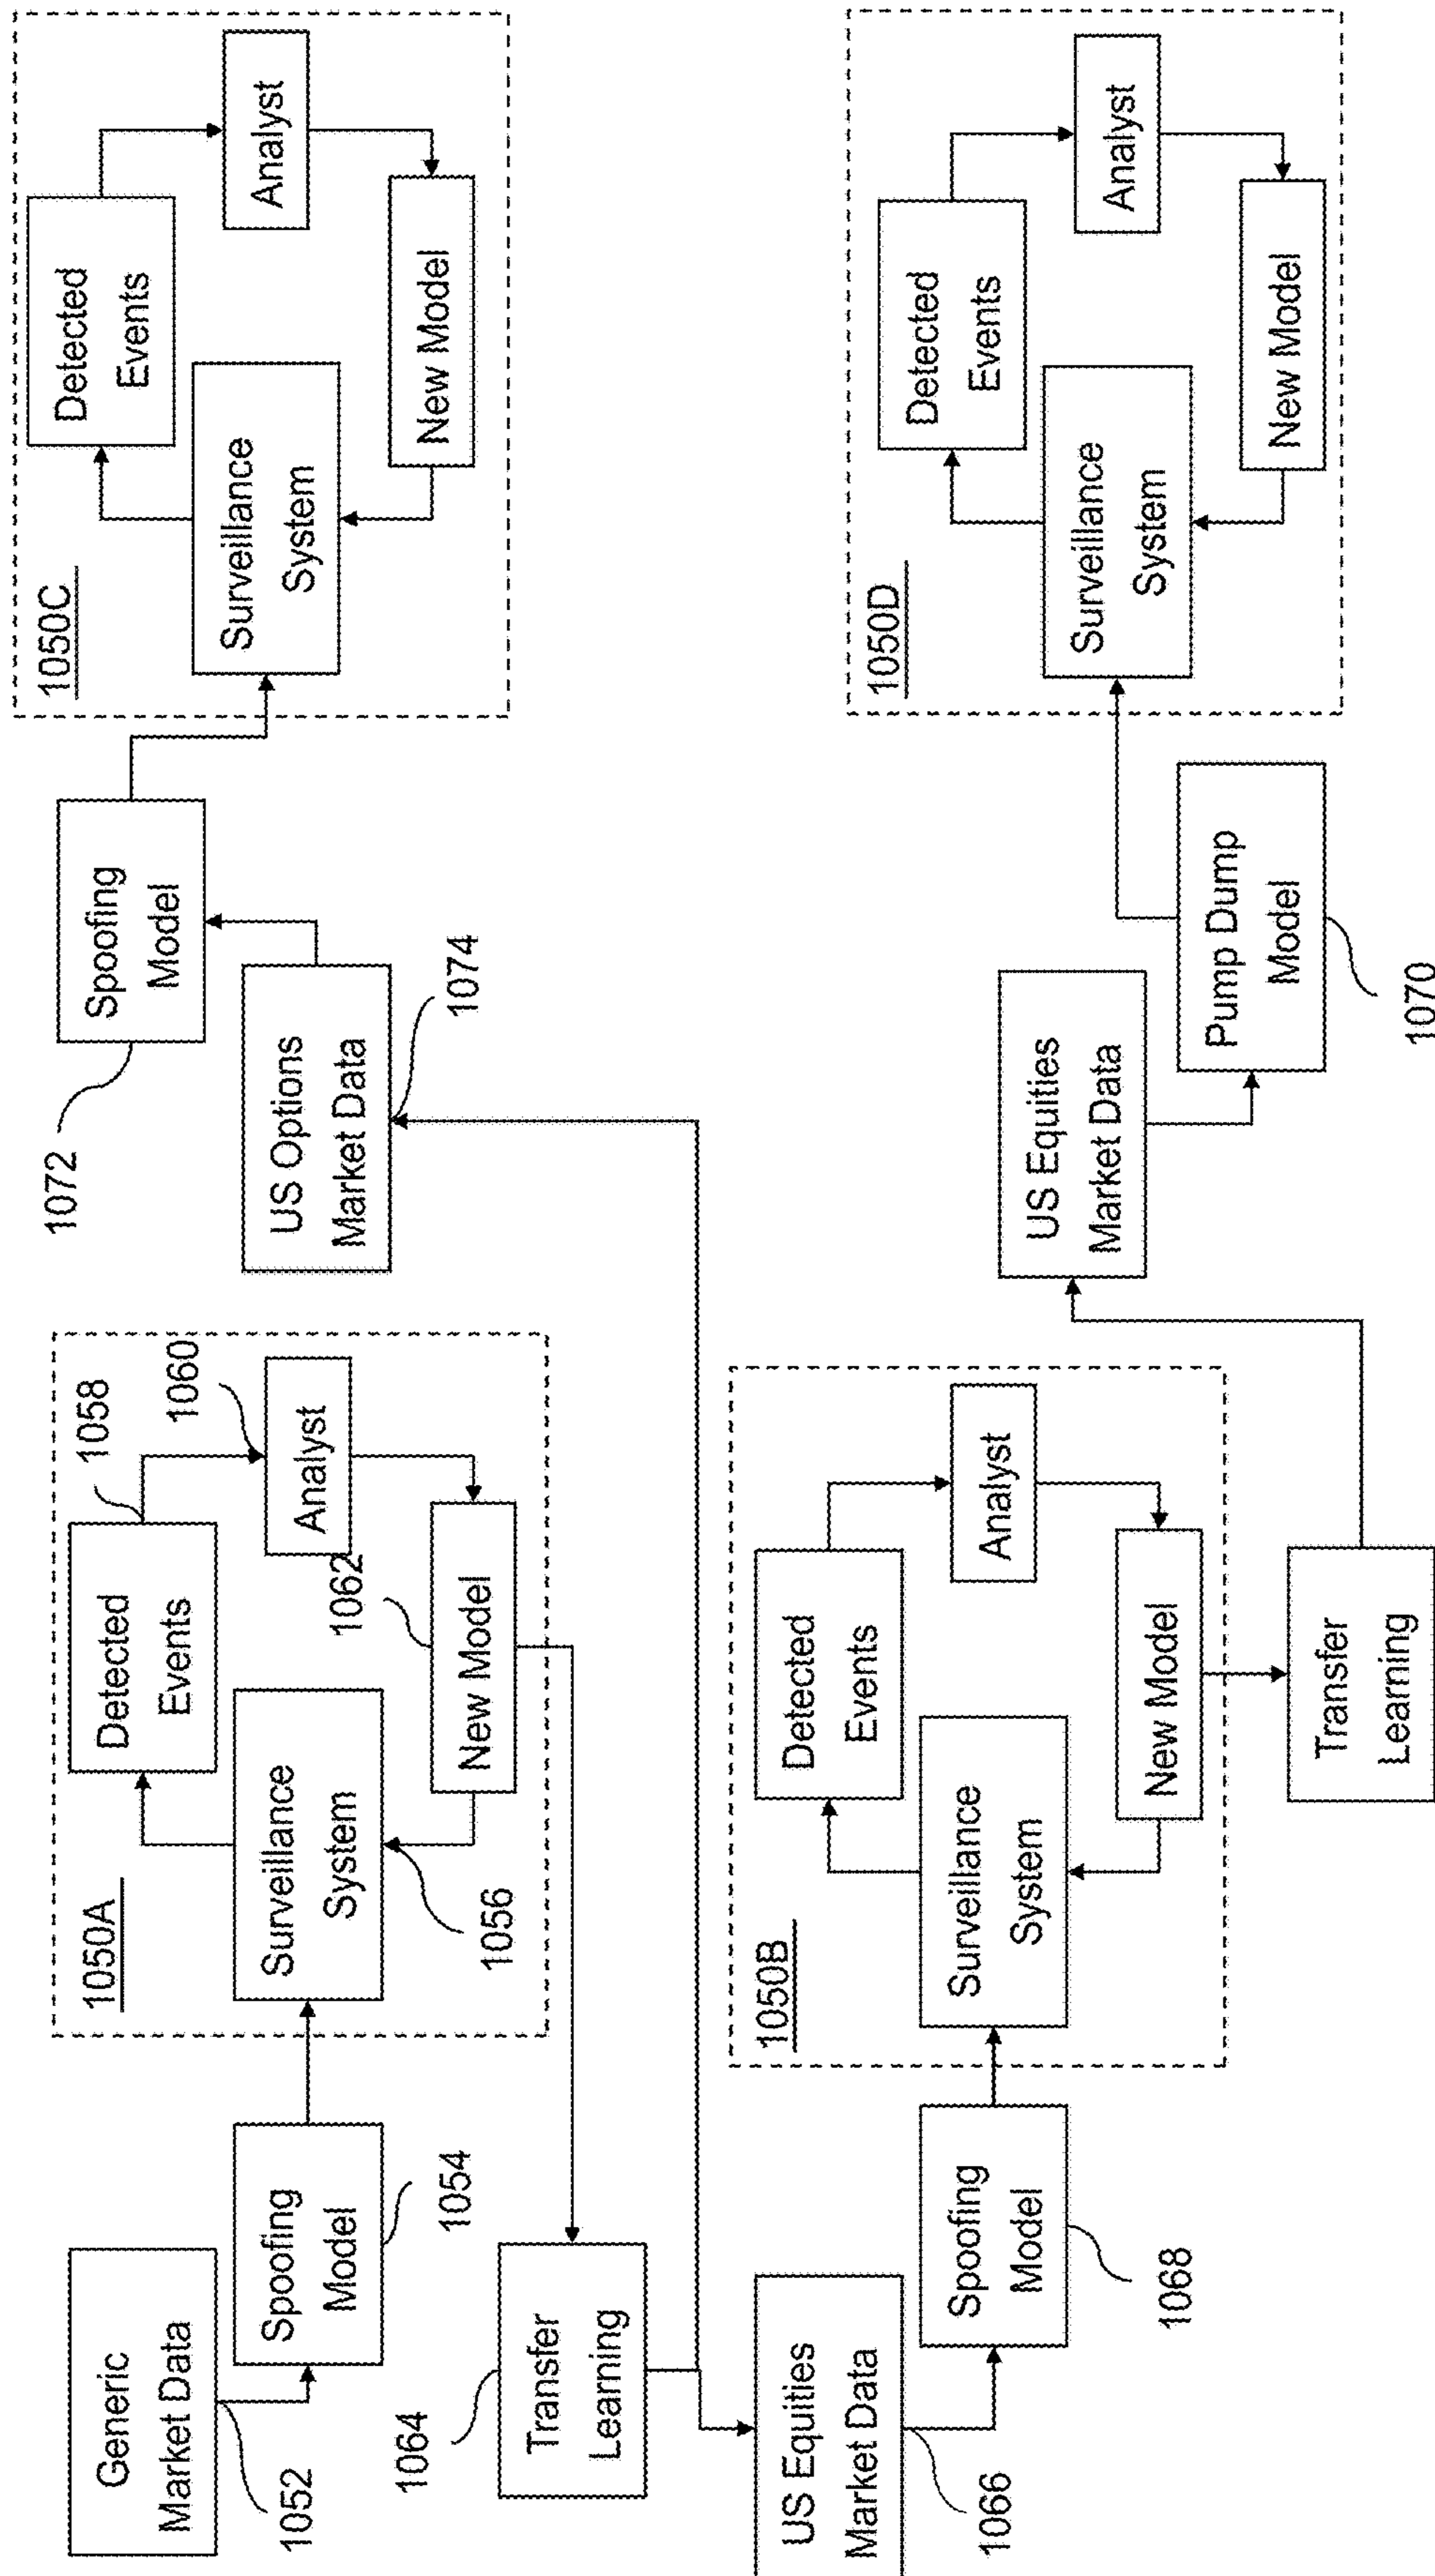 Generic
Market Data
1052
Spoofing
Model
1054
1050A
Surveillance
System
1056
Detected
Events
1058
Analyst
1060
New Model
1062
Transfer
Learning
1064
US Equities
Market Data
1066
Spoofing
Model
1068
1050B
Surveillance
System
Detected
Events
Analyst
New Model
Transfer
Learning
US Options
Market Data
1074
Spoofing
Model
1072
1050C
Surveillance
System
Detected
Events
Analyst
New Model
US Equities
Market Data
Pump Dump
Model
1070
1050D
Surveillance
System
Detected
Events
Analyst
New Model